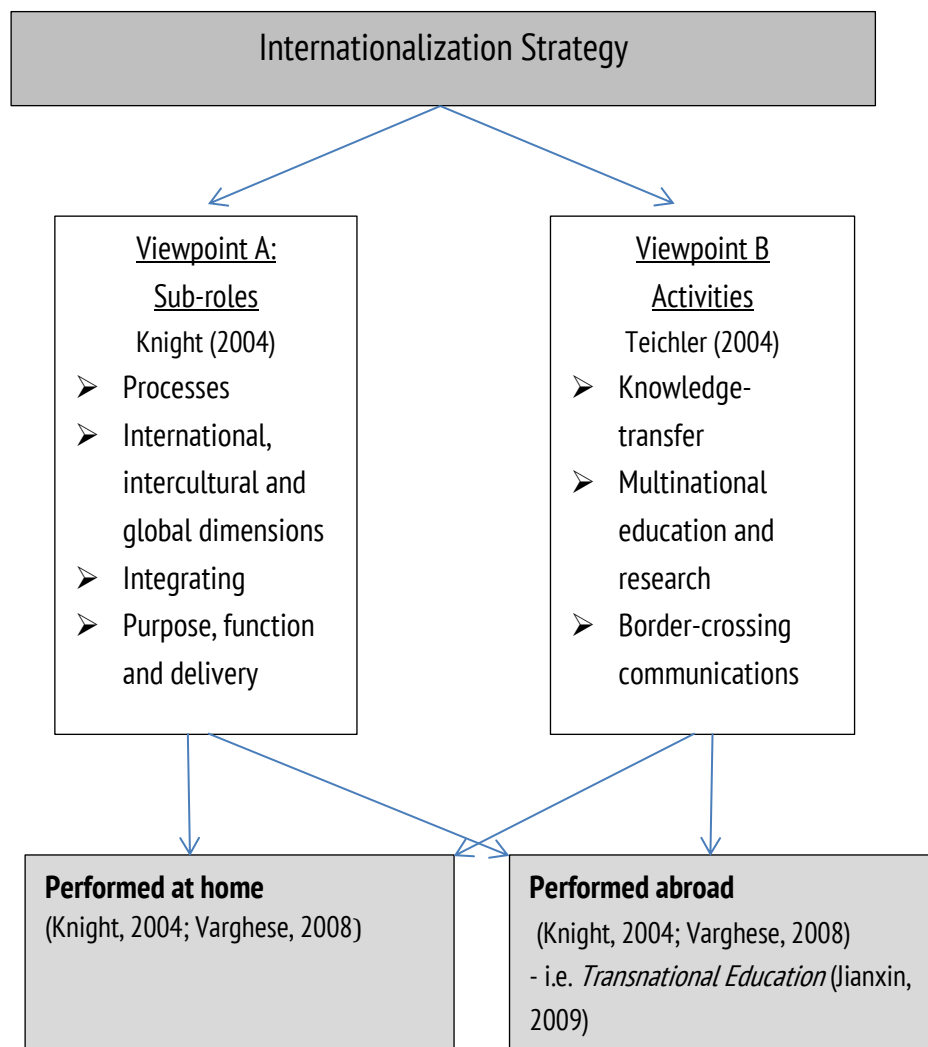 Internationalization Strategy
Viewpoint A:
Sub-roles
Knight (2004)
➢ Processes
➢ International,
intercultural and
global dimensions
➢ Integrating
➢ Purpose, function
and delivery
Viewpoint B
Activities
Teichler (2004)
➢ Knowledge-
transfer
➢ Multinational
education and
research
➢ Border-crossing
communications
Performed at home
(Knight, 2004; Varghese, 2008)
Performed abroad
(Knight, 2004; Varghese, 2008)
- i.e. Transnational Education (Jianxin,
2009)